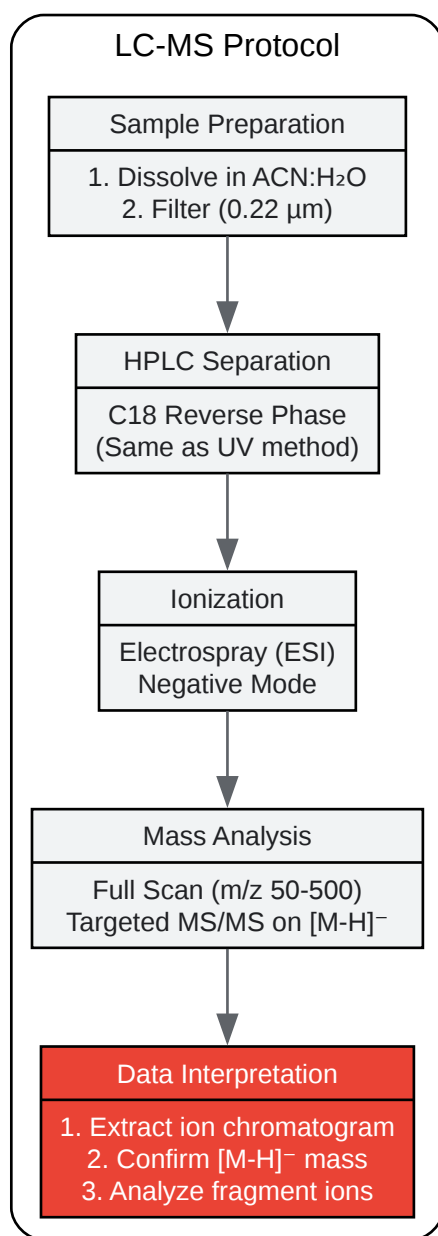 LC-MS Protocol
Sample Preparation
1. Dissolve in ACN:H₂O
2. Filter (0.22 µm)
HPLC Separation
C18 Reverse Phase
(Same as UV method)
Ionization
Electrospray (ESI)
Negative Mode
Mass Analysis
Full Scan (m/z 50-500)
Targeted MS/MS on [M-H]⁻
Data Interpretation
1. Extract ion chromatogram
2. Confirm [M-H]⁻ mass
3. Analyze fragment ions